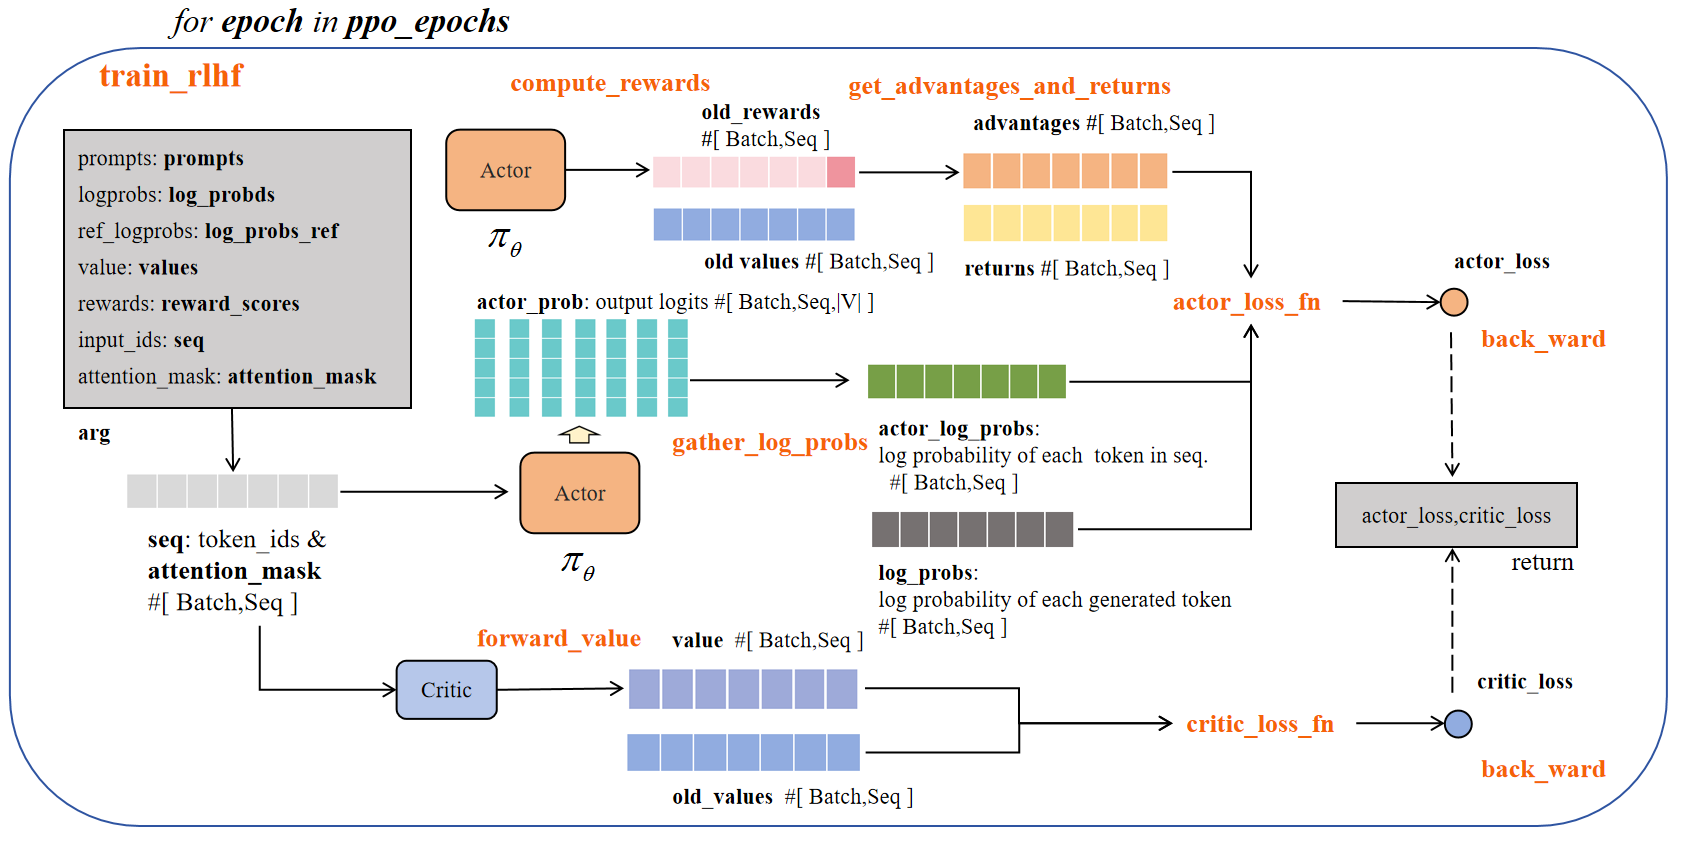 for epoch in ppo_epochs
train_rlhf
prompts: prompts
logprobs: log_probds
ref_logprobs: log_probs_ref
value: values
rewards: reward_scores
input_ids: seq
attention_mask: attention_mask
arg
seq: token_ids &
attention_mask
#[ Batch,Seq ]
compute_rewards
Actor
πθ
old_rewards
#[ Batch,Seq ]
old values #[ Batch,Seq ]
get_advantages_and_returns
advantages #[ Batch,Seq ]
returns #[ Batch,Seq ]
actor_prob: output logits #[ Batch,Seq,|V| ]
Actor
πθ
gather_log_probs
actor_log_probs:
log probability of each token in seq.
#[ Batch,Seq ]
log_probs:
log probability of each generated token
#[ Batch,Seq ]
actor_loss_fn
actor_loss
back_ward
actor_loss,critic_loss
return
forward_value
Critic
value #[ Batch,Seq ]
old_values #[ Batch,Seq ]
critic_loss_fn
critic_loss
back_ward